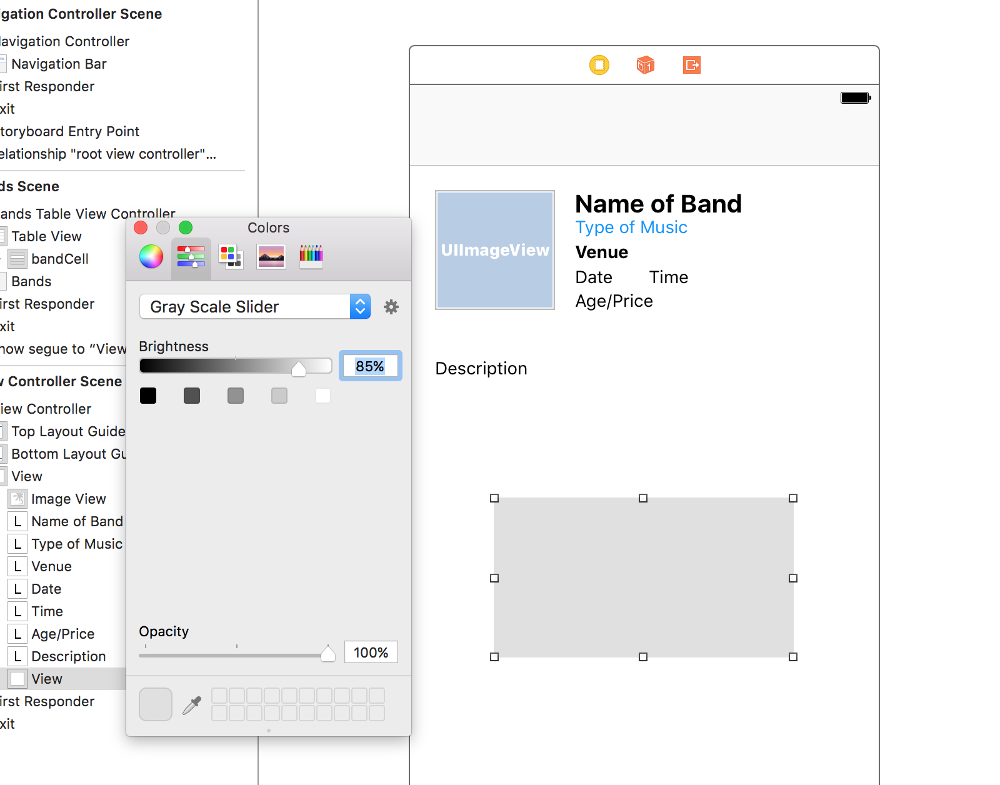 igation Controller Scene
Navigation Controller
Navigation Bar
irst Responder
xit
toryboard Entry Point
elationship "root view controller"...
ds Scene
ands Table View Controller
Table View
bandCell
Bands
irst Responder
xit
how segue to “View
w Controller Scene
iew Controller
Top Layout Guide
Bottom Layout Gu
View
Image View
L Name of Band
L Type of Music
L Venue
L Date
L Time
L Age/Price
L Description
View
irst Responder
xit
Colors
Gray Scale Slider
Brightness
85%
Opacity
100%
1
UIImageView
Name of Band
Type of Music
Venue
Date Time
Age/Price
Description